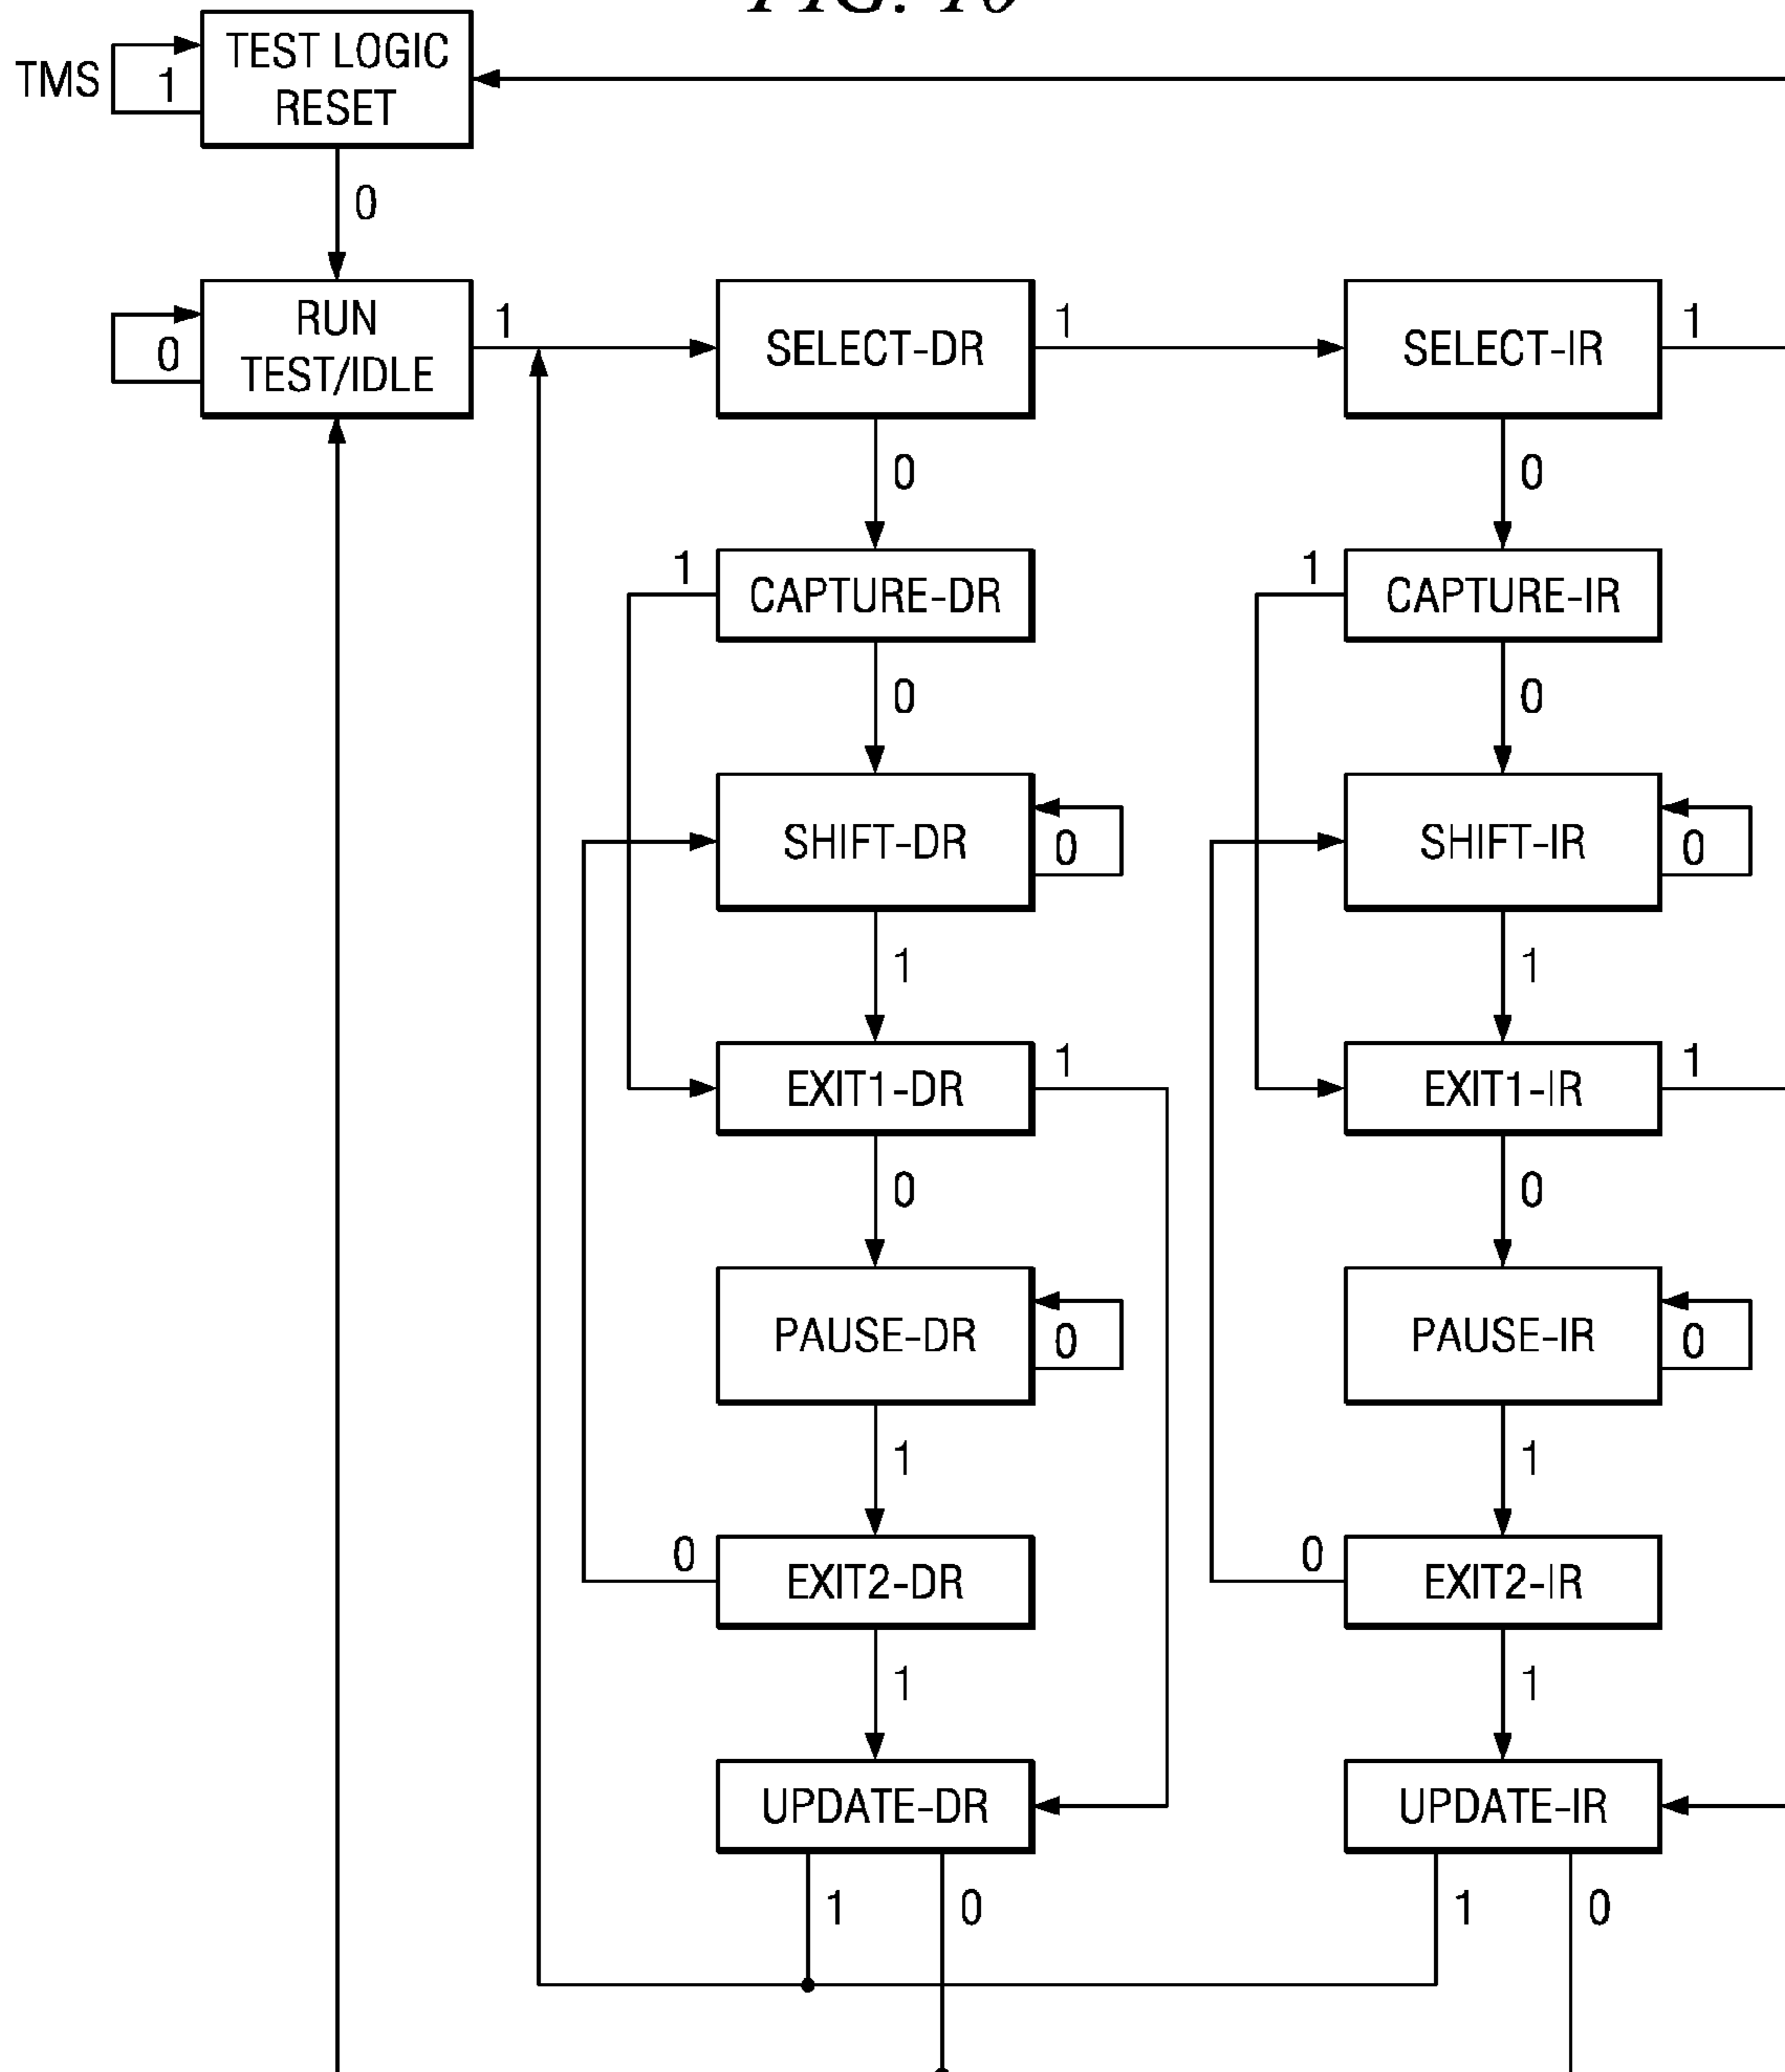 TEST LOGIC
RESET
TMS
1
0
RUN
TEST/IDLE
0
1
SELECT-DR
1
SELECT-IR
1
0
0
1
CAPTURE-DR
1
CAPTURE-IR
0
0
SHIFT-DR
0
SHIFT-IR
0
1
1
EXIT1-DR
1
EXIT1-IR
1
0
0
PAUSE-DR
0
PAUSE-IR
0
1
1
0
EXIT2-DR
0
EXIT2-IR
1
1
UPDATE-DR
UPDATE-IR
1
0
1
0